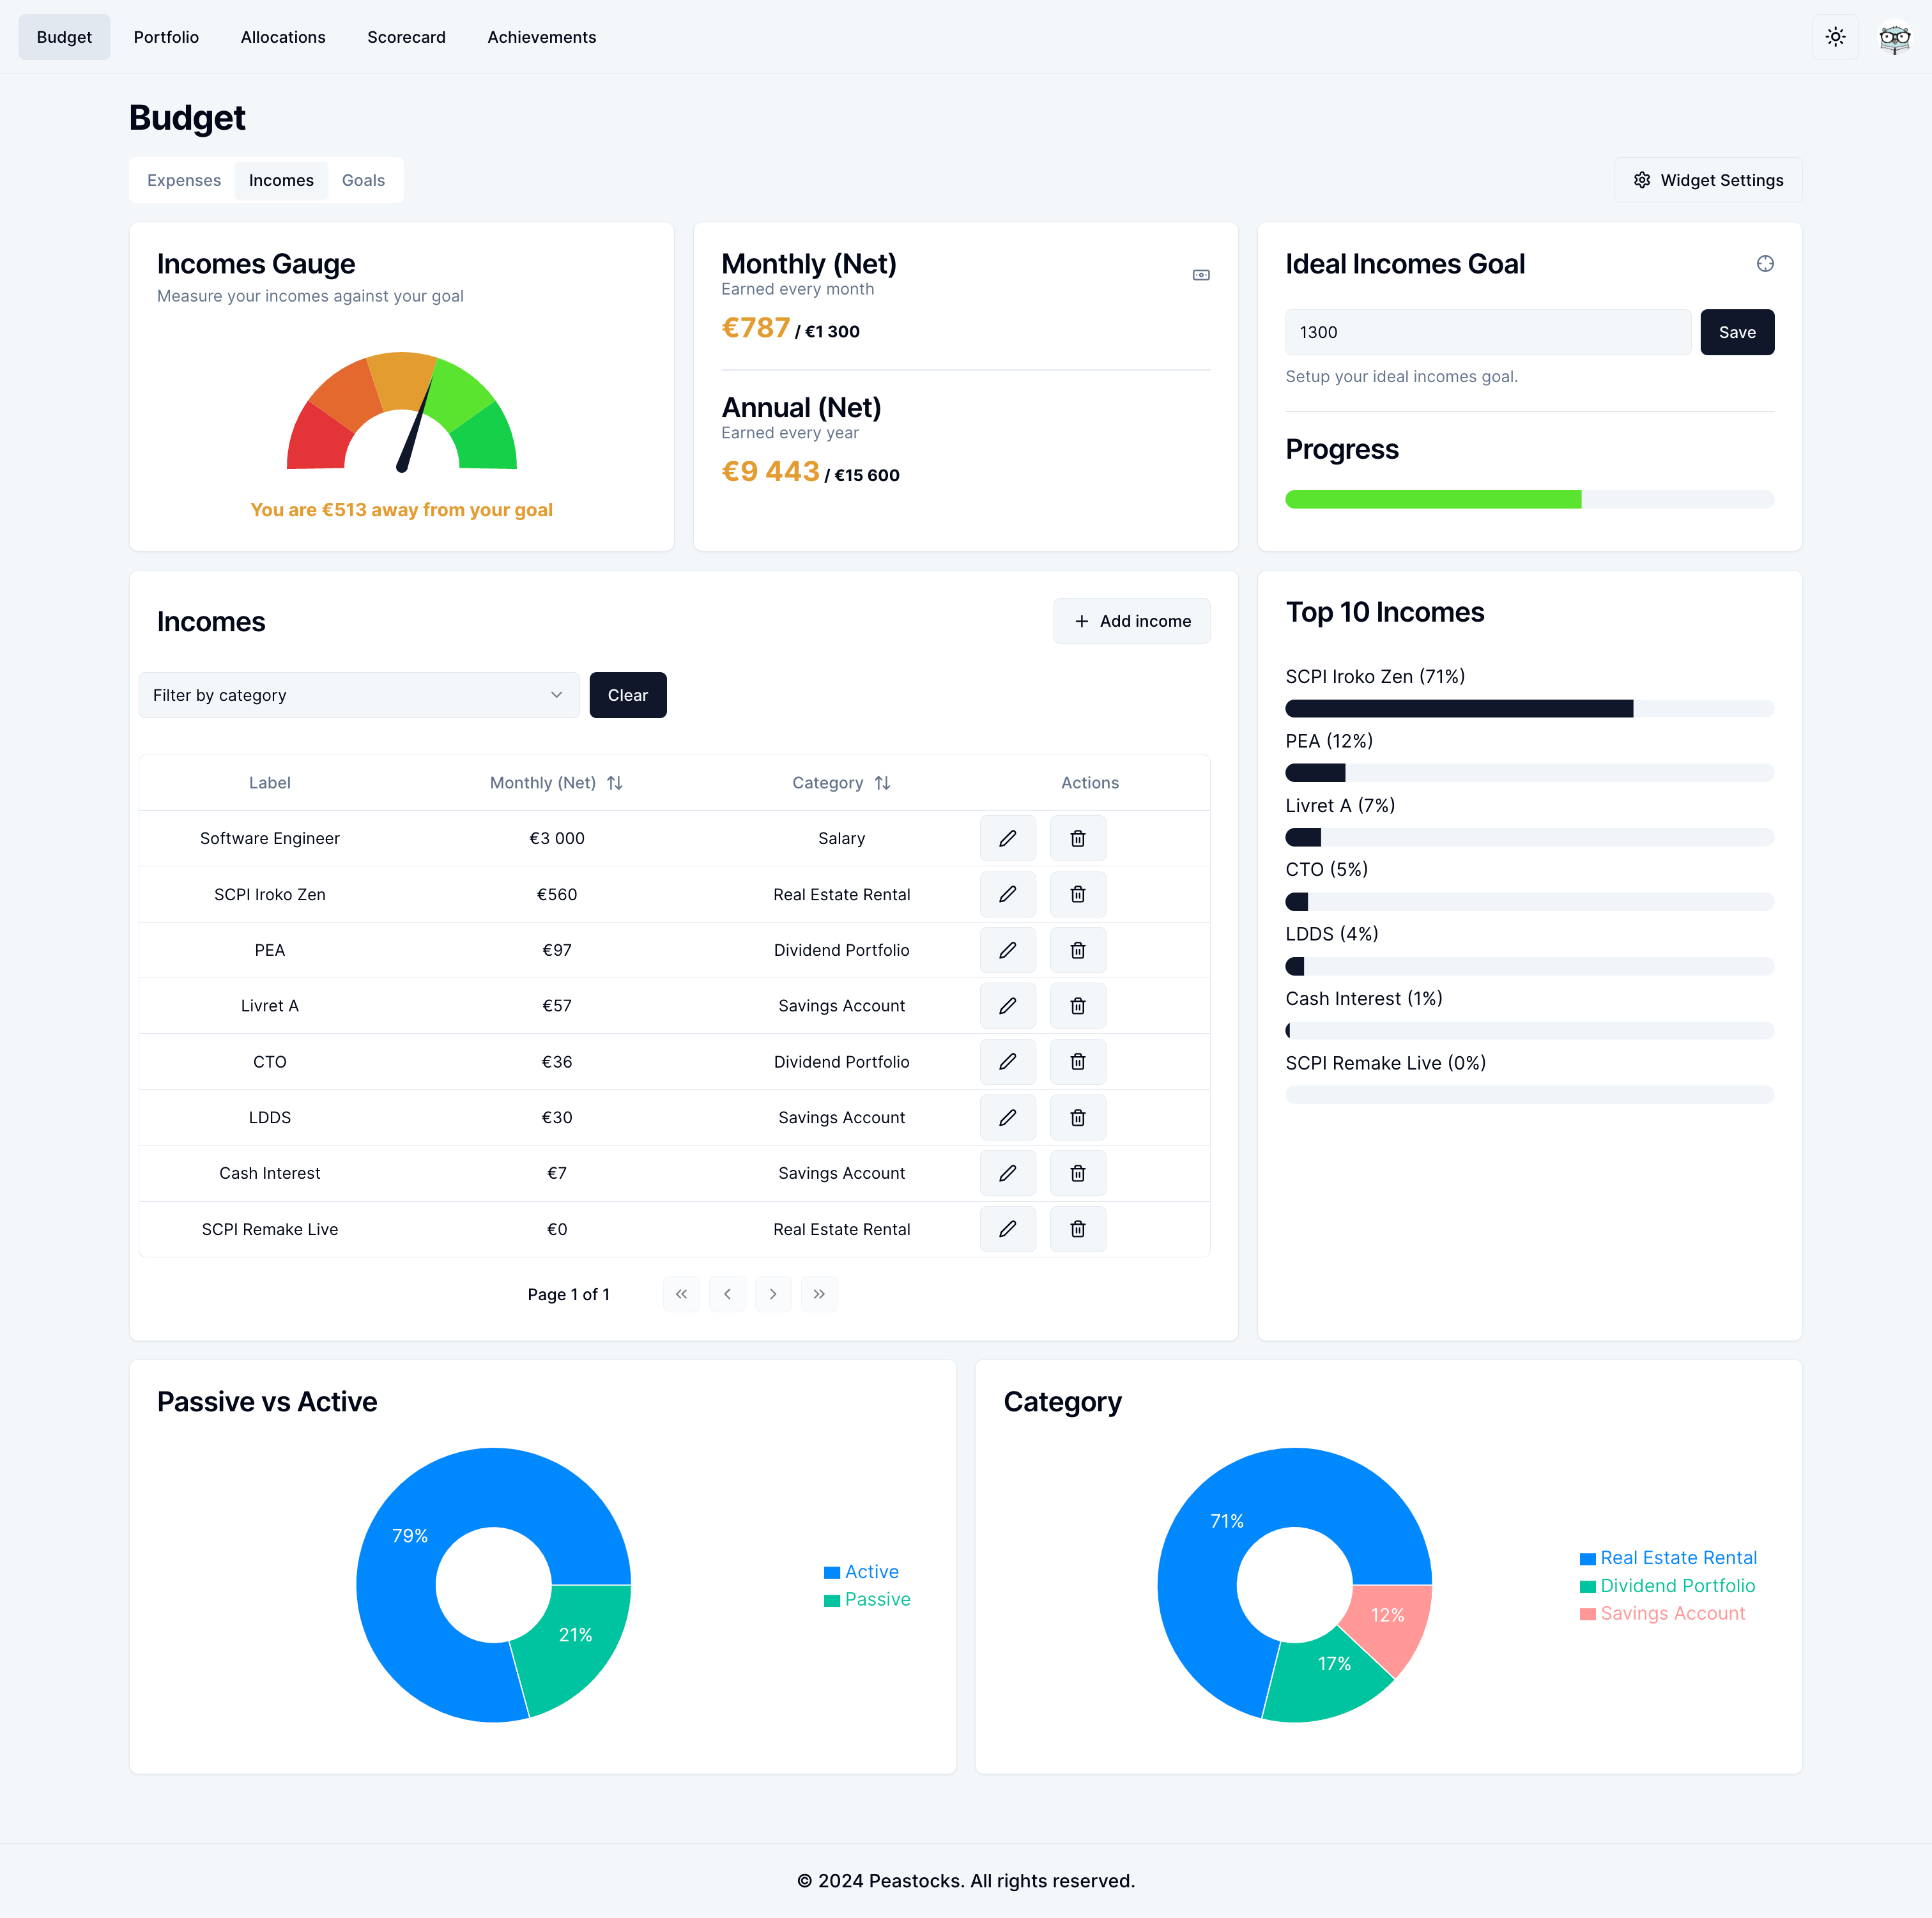 Budget Portfolio Allocations Scorecard Achievements
Budget
Expenses Incomes Goals
Widget Settings
Incomes Gauge
Measure your incomes against your goal
You are €513 away from your goal
Monthly (Net)
Earned every month
€787 / €1 300
Annual (Net)
Earned every year
€9 443 / €15 600
Ideal Incomes Goal
1300 Save
Setup your ideal incomes goal.
Progress
Incomes
Add income
Filter by category Clear
Label Monthly (Net) Category Actions
Software Engineer €3 000 Salary
SCPI Iroko Zen €560 Real Estate Rental
PEA €97 Dividend Portfolio
Livret A €57 Savings Account
CTO €36 Dividend Portfolio
LDDS €30 Savings Account
Cash Interest €7 Savings Account
SCPI Remake Live €0 Real Estate Rental
Page 1 of 1
Top 10 Incomes
SCPI Iroko Zen (71%)
PEA (12%)
Livret A (7%)
CTO (5%)
LDDS (4%)
Cash Interest (1%)
SCPI Remake Live (0%)
Passive vs Active
79%
21%
Active
Passive
Category
71%
12%
17%
Real Estate Rental
Dividend Portfolio
Savings Account
© 2024 Peastocks. All rights reserved.